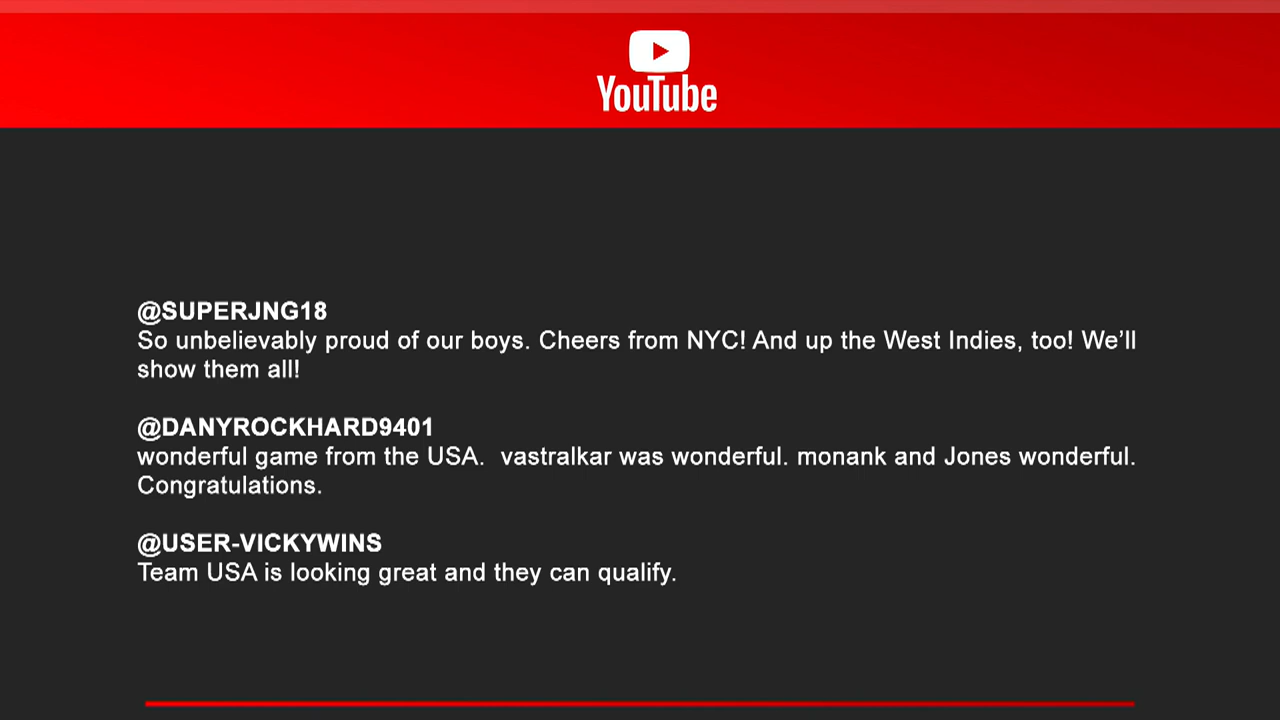 YouTube
@SUPERJNG18
So unbelievably proud of our boys. Cheers from NYC! And up the West Indies, too! We’ll
show them all!
@DANYROCKHARD9401
wonderful game from the USA.  vastralkar was wonderful. monank and Jones wonderful.
Congratulations.
@USER-VICKYWINS
Team USA is looking great and they can qualify.